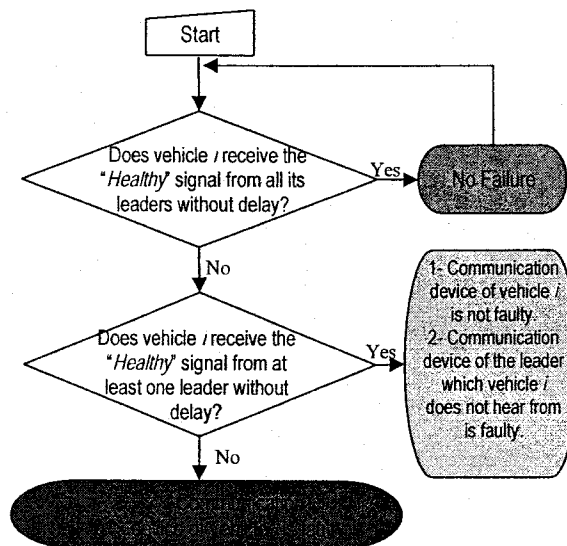 Start
Does vehicle i receive the
“Healthy” signal from all its
leaders without delay?
Yes
No Failure
No
Does vehicle i receive the
“Healthy” signal from at
least one leader without
delay?
Yes
1- Communication
device of vehicle i
is not faulty.
2- Communication
device of the leader
which vehicle i
does not hear from
is faulty.
No